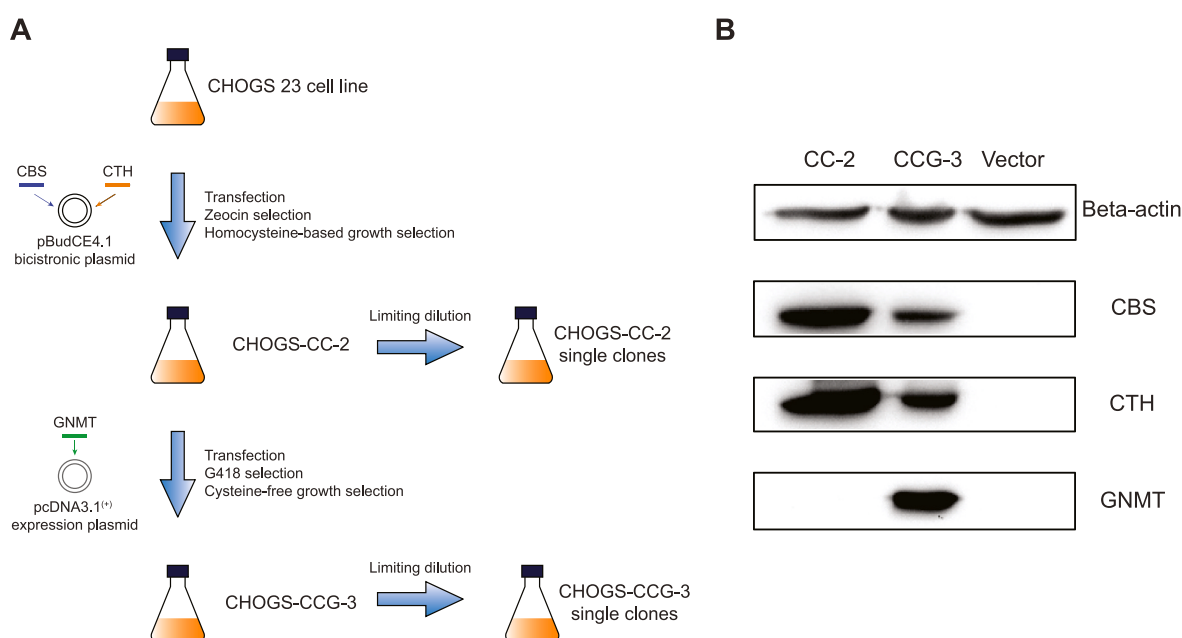 A
CHOGS 23 cell line
CBS
CTH
pBudCE4.1
bicistronic plasmid
Transfection
Zeocin selection
Homocysteine-based growth selection
CHOGS-CC-2
Limiting dilution
CHOGS-CC-2
single clones
GNMT
pcDNA3.1(+)
expression plasmid
Transfection
G418 selection
Cysteine-free growth selection
CHOGS-CCG-3
Limiting dilution
CHOGS-CCG-3
single clones
B
CC-2 CCG-3 Vector
Beta-actin
CBS
CTH
GNMT